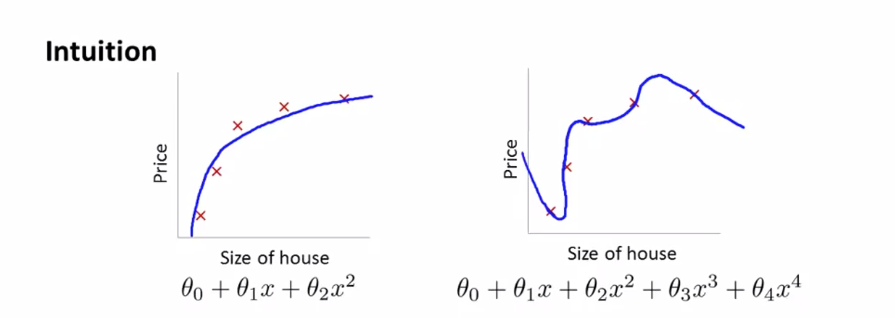 Intuition
Price
Size of house
θ₀ + θ₁x + θ₂x²
Price
Size of house
θ₀ + θ₁x + θ₂x² + θ₃x³ + θ₄x⁴